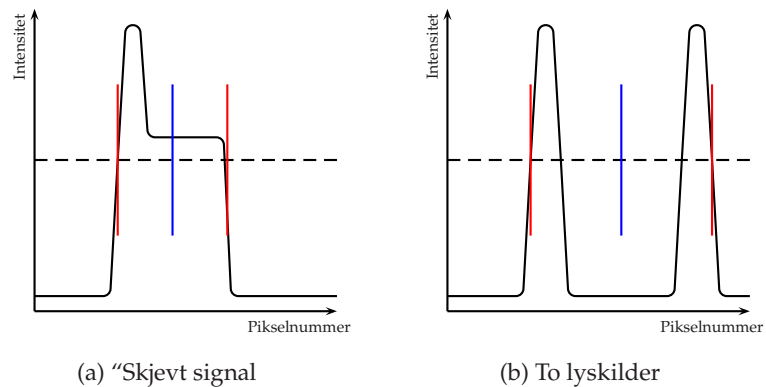 Intensitet
Pikselnummer
(a) “Skjevt signal
Intensitet
Pikselnummer
(b) To lyskilder